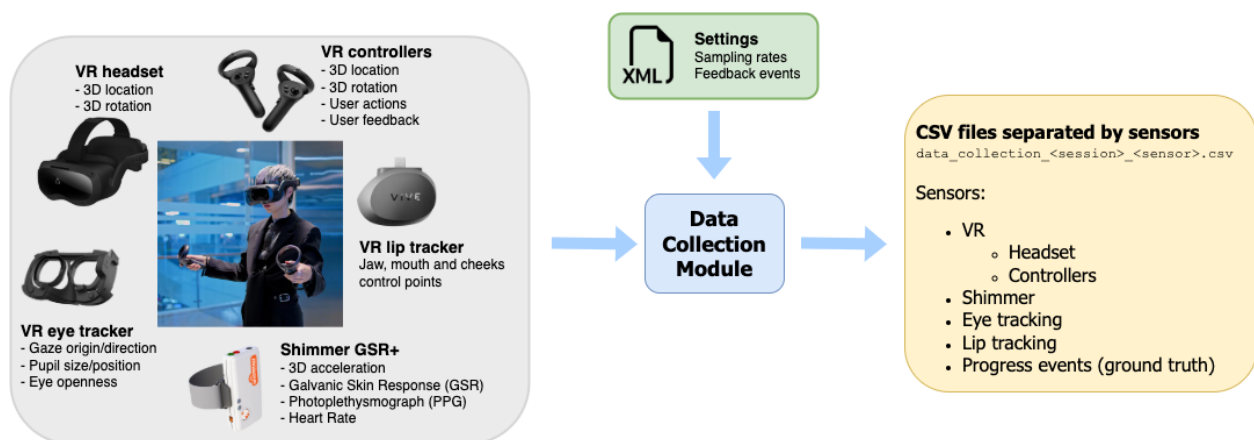 VR headset
- 3D location
- 3D rotation
VR controllers
- 3D location
- 3D rotation
- User actions
- User feedback
VIVE
VR lip tracker
Jaw, mouth and cheeks
control points
VR eye tracker
- Gaze origin/direction
- Pupil size/position
- Eye openness
Shimmer GSR+
- 3D acceleration
- Galvanic Skin Response (GSR)
- Photoplethysmograph (PPG)
- Heart Rate
XML
Settings
Sampling rates
Feedback events
Data
Collection
Module
CSV files separated by sensors
data_collection_<session>_<sensor>.csv
Sensors:
• VR
◦ Headset
◦ Controllers
• Shimmer
• Eye tracking
• Lip tracking
• Progress events (ground truth)